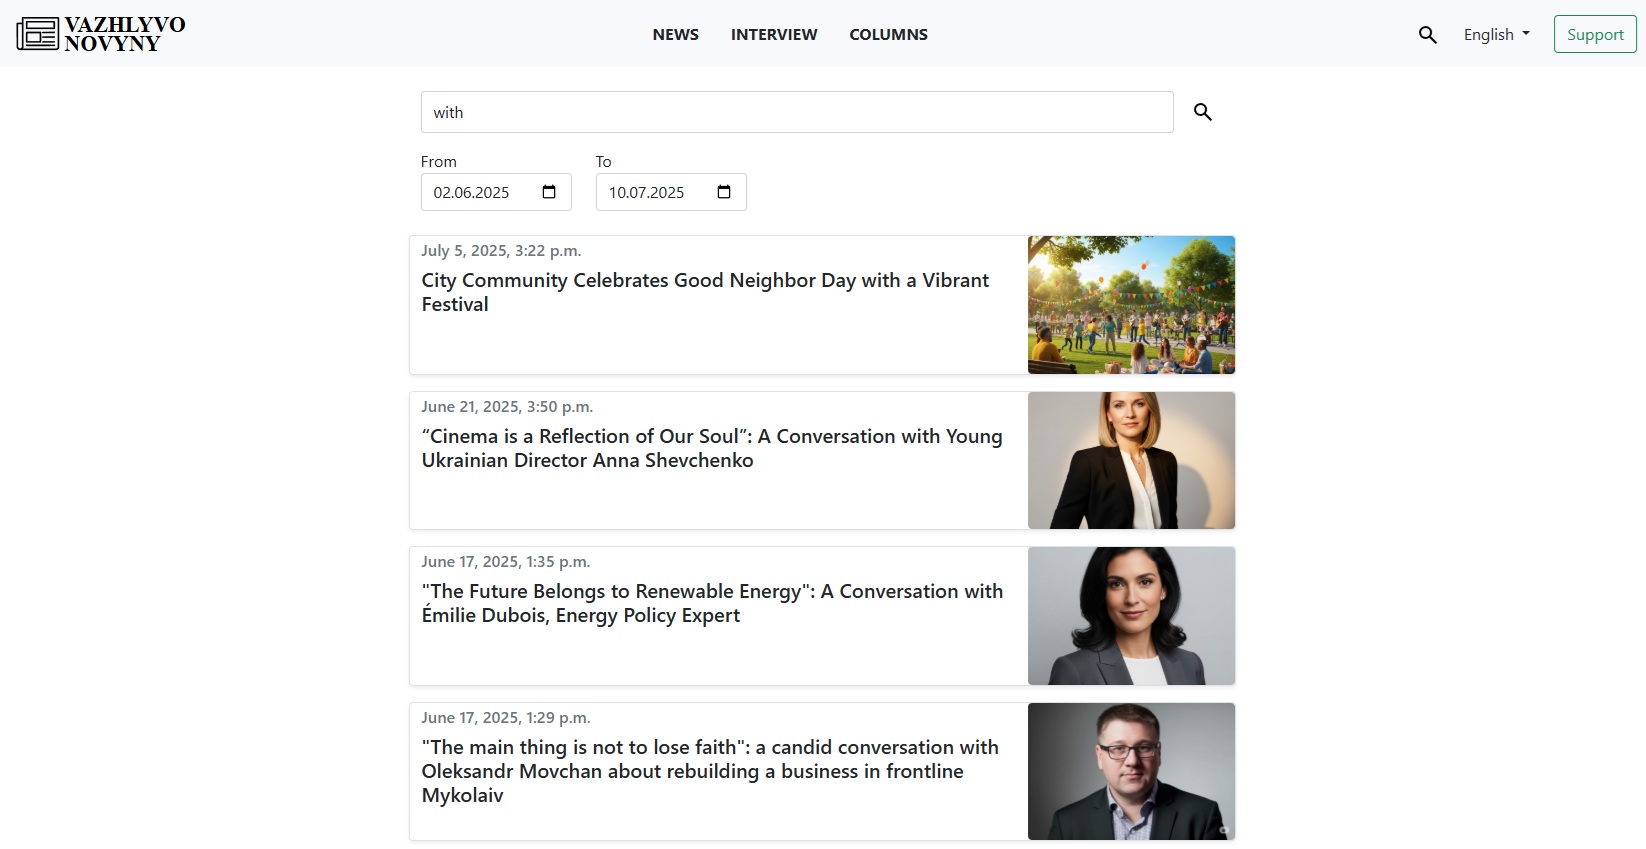 VAZHLYVO
NOVYNY
NEWS
INTERVIEW
COLUMNS
English
Support
with
From
To
02.06.2025
10.07.2025
July 5, 2025, 3:22 p.m.
City Community Celebrates Good Neighbor Day with a Vibrant
Festival
June 21, 2025, 3:50 p.m.
“Cinema is a Reflection of Our Soul”: A Conversation with Young
Ukrainian Director Anna Shevchenko
June 17, 2025, 1:35 p.m.
"The Future Belongs to Renewable Energy": A Conversation with
Émilie Dubois, Energy Policy Expert
June 17, 2025, 1:29 p.m.
"The main thing is not to lose faith": a candid conversation with
Oleksandr Movchan about rebuilding a business in frontline
Mykolaiv